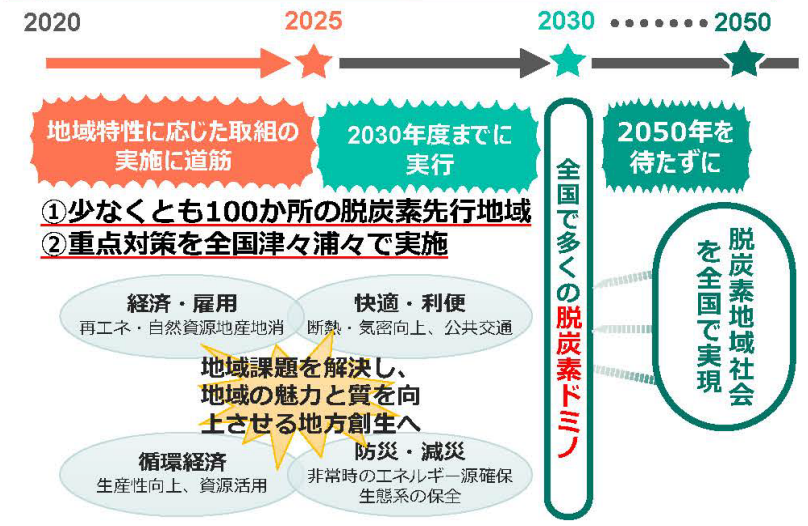 2020
2025
2030
2050
地域特性に応じた取組の
実施に道筋
2030年度までに
実行
2050年を
待たずに
①少なくとも100か所の脱炭素先行地域
②重点対策を全国津々浦々で実施
経済・雇用
再エネ・自然資源地産地消
快適・利便
断熱・気密向上、公共交通
地域課題を解決し、
地域の魅力と質を向
上させる地方創生へ
循環経済
生産性向上、資源活用
防災・減災
非常時のエネルギー源確保
生態系の保全
全国で多くの脱炭素ドミノ
脱炭素地域社会
を全国で実現